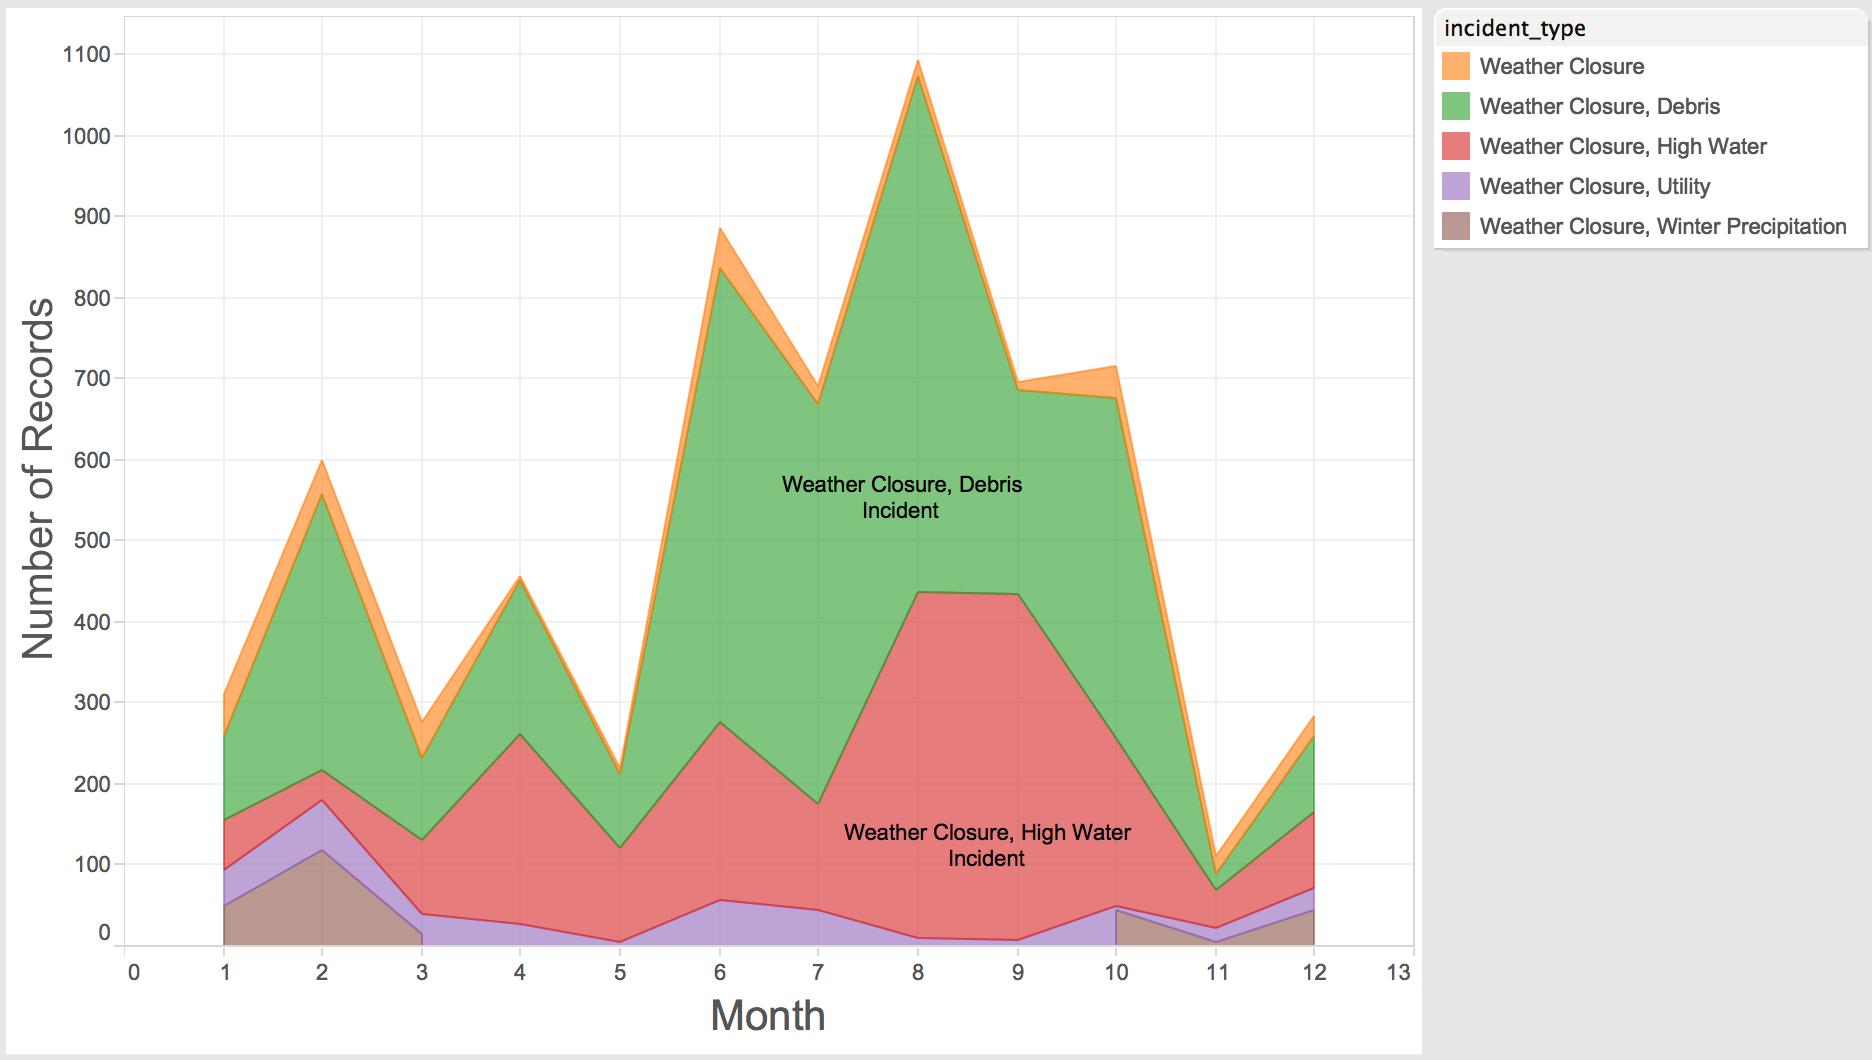 incident_type
Weather Closure
Weather Closure, Debris
Weather Closure, High Water
Weather Closure, Utility
Weather Closure, Winter Precipitation
Number of Records
1100
1000
900
800
700
600
500
400
300
200
100
0
Weather Closure, Debris
Incident
Weather Closure, High Water
Incident
0 1 2 3 4 5 6 7 8 9 10 11 12 13
Month